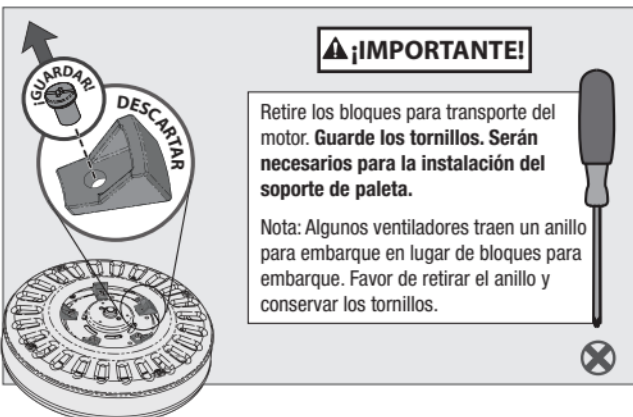 ¡IMPORTANTE!
¡GUARDAR!
DESCARTAR
Retire los bloques para transporte del
motor. Guarde los tornillos. Serán
necesarios para la instalación del
soporte de paleta.
Nota: Algunos ventiladores traen un anillo
para embarque en lugar de bloques para
embarque. Favor de retirar el anillo y
conservar los tornillos.